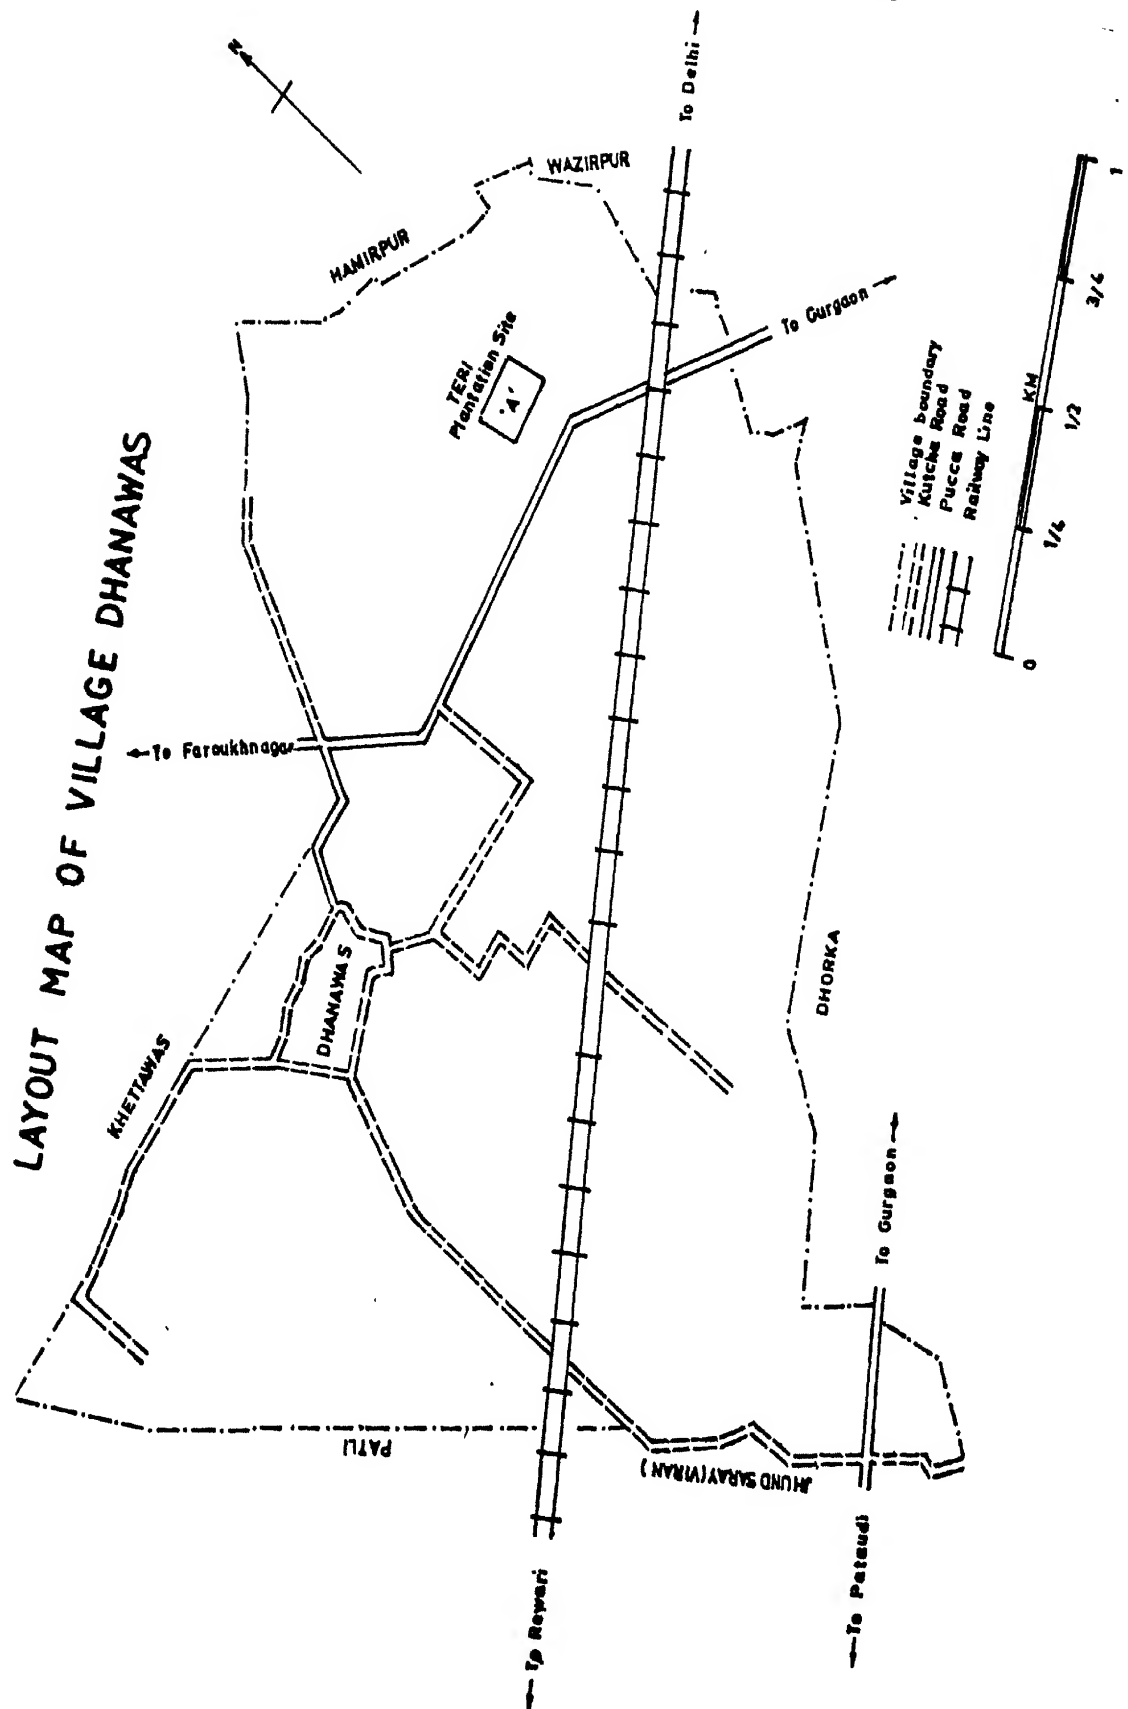 LAYOUT MAP OF VILLAGE DHANAWAS
N
To Delhi
WAZIRPUR
HAMIRPUR
TERI
Plantation Site
'A'
To Gurgaon
To Faroukhnagar
KHETTAWAS
DHANAWAS
DHORKA
PATLI
JHUND SARAY (VIRAN)
To Gurgaon
To Rewari
To Pataudi
Village boundary
Kutcha Road
Pucca Road
Railway Line
KM
0
1/4
1/2
3/4
1